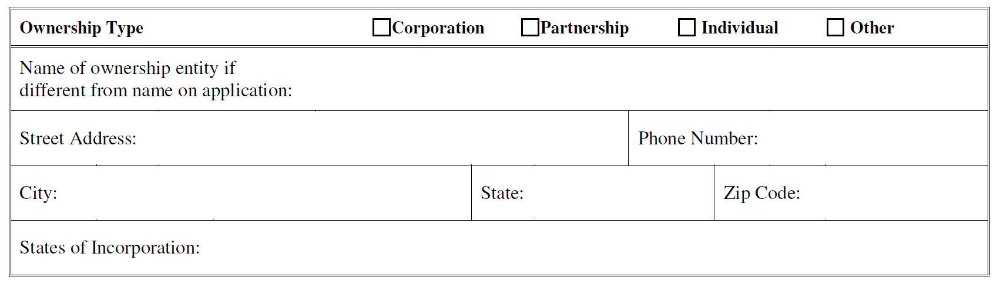 Ownership Type Corporation Partnership Individual Other
Name of ownership entity if
different from name on application:
Street Address: Phone Number:
City: State: Zip Code:
States of Incorporation: